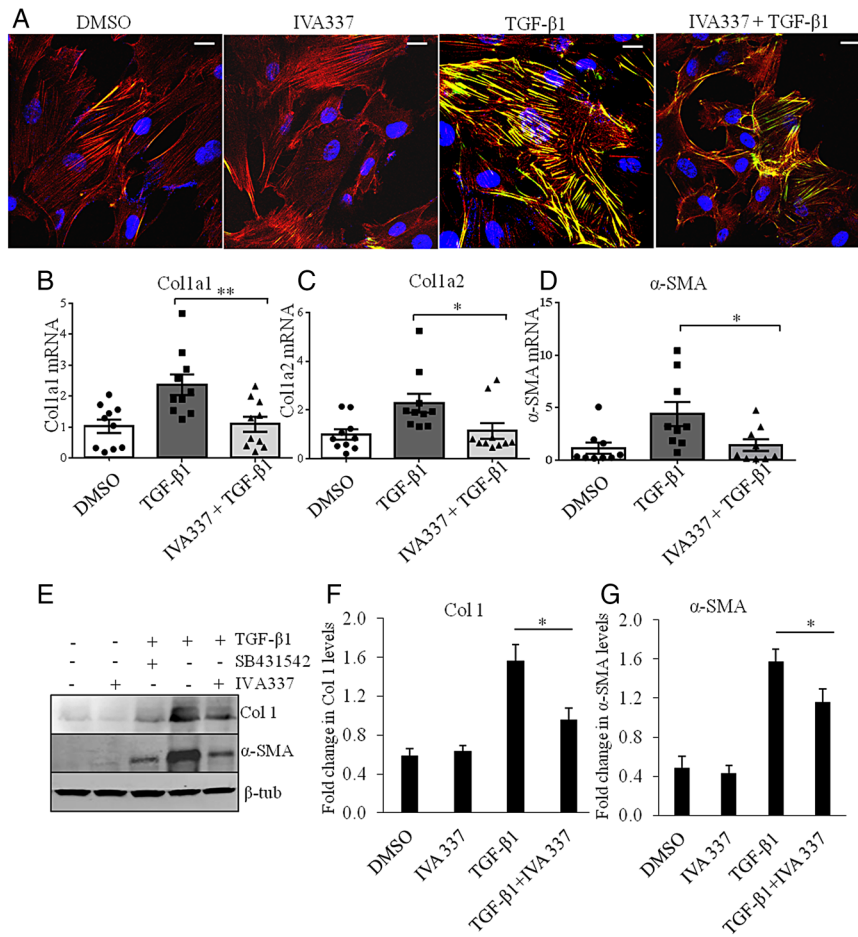 A
DMSO
IVA337
TGF-β1
IVA337 + TGF-β1
B
Col1a1
**
Col1a1 mRNA
5
4
3
2
1
0
DMSO
TGF-β1
IVA337 + TGF-β1
C
Col1a2
*
Col1a2 mRNA
8
6
4
2
0
DMSO
TGF-β1
IVA337 + TGF-β1
D
α-SMA
*
α-SMA mRNA
15
10
5
0
DMSO
TGF-β1
IVA337 + TGF-β1
E
- - + + + TGF-β1
- - + - - SB431542
- + - - + IVA337
Col 1
α-SMA
β-tub
F
Col 1
*
Fold change in Col 1 levels
2.0
1.6
1.2
0.8
0.4
0.0
DMSO
IVA 337
TGF-β1
TGF-β1+IVA 337
G
α-SMA
*
Fold change in α-SMA levels
2.0
1.6
1.2
0.8
0.4
0.0
DMSO
IVA 337
TGF-β1
TGF-β1+IVA 337